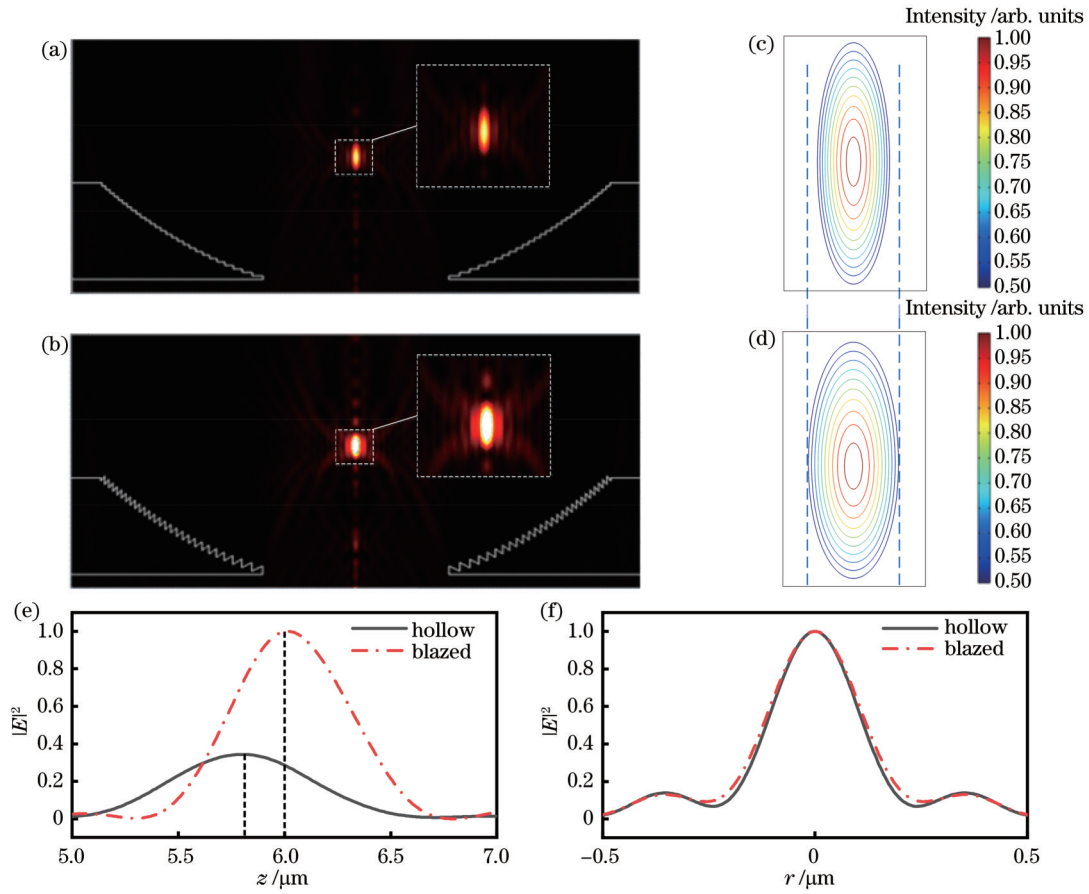 (a)
(b)
Intensity /arb. units
(c)
1.00
0.95
0.90
0.85
0.80
0.75
0.70
0.65
0.60
0.55
0.50
Intensity /arb. units
(d)
1.00
0.95
0.90
0.85
0.80
0.75
0.70
0.65
0.60
0.55
0.50
(e)
hollow
blazed
|E|²
1.0
0.8
0.6
0.4
0.2
0
5.0 5.5 6.0 6.5 7.0
z /μm
(f)
hollow
blazed
|E|²
1.0
0.8
0.6
0.4
0.2
0
−0.5 0 0.5
r /μm